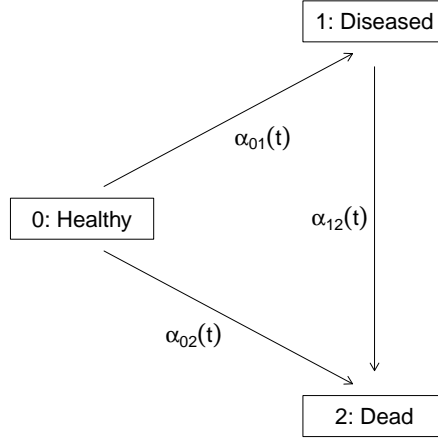 1: Diseased
α01(t)
0: Healthy
α12(t)
α02(t)
2: Dead